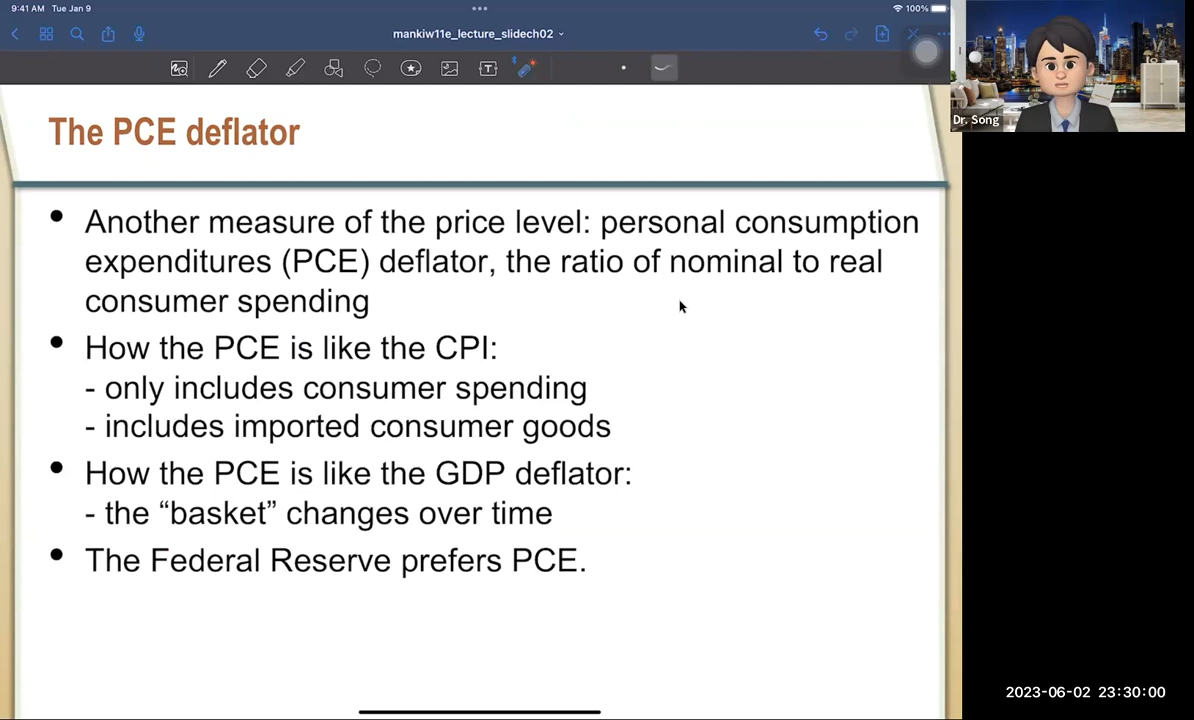 9:41 AM Tue Jan 9
100%
mankiw11e_lecture_slidech02
T
Dr. Song
The PCE deflator
• Another measure of the price level: personal consumption
expenditures (PCE) deflator, the ratio of nominal to real
consumer spending
• How the PCE is like the CPI:
- only includes consumer spending
- includes imported consumer goods
• How the PCE is like the GDP deflator:
- the “basket” changes over time
• The Federal Reserve prefers PCE.
2023-06-02 23:30:00